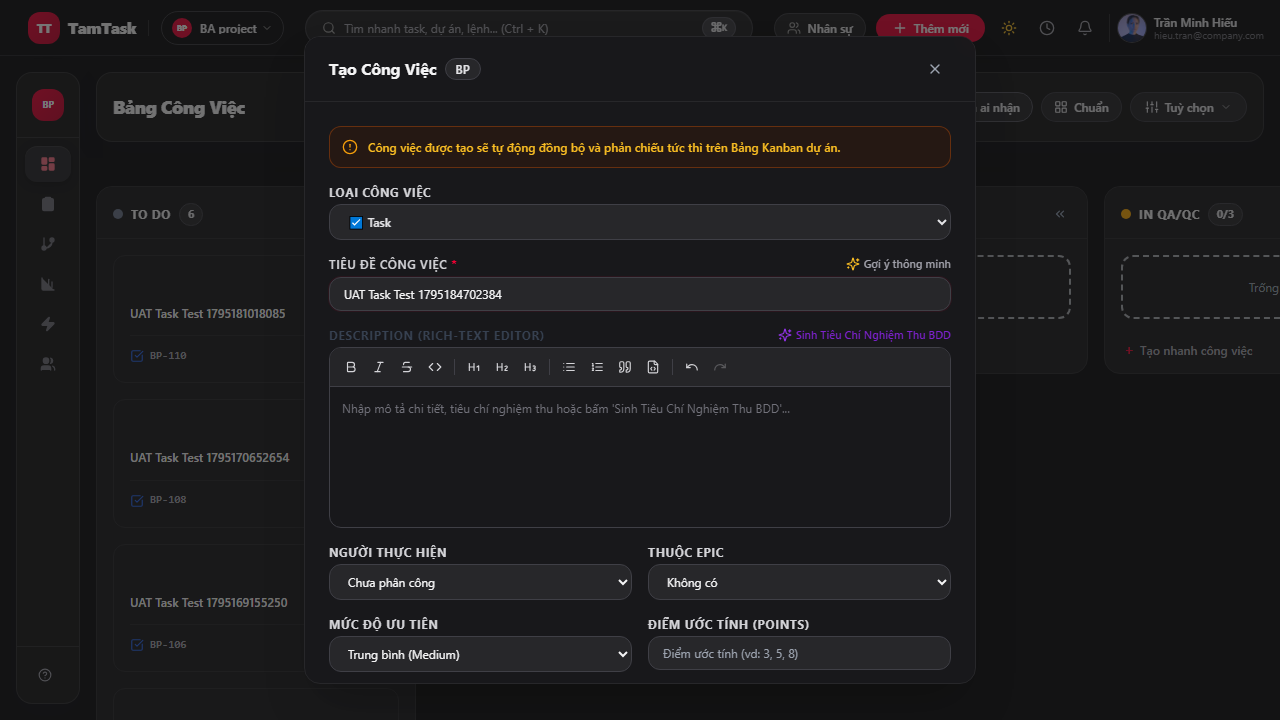 TT TamTask
BP BA project
Tìm nhanh task, dự án, lệnh... (Ctrl + K)
⌘K
Nhân sự
Thêm mới
Trần Minh Hiếu
hieu.tran@company.com
BP
Bảng Công Việc
ai nhận
Chuẩn
Tuỳ chọn
TO DO 6
UAT Task Test 1795181018085
BP-110
UAT Task Test 1795170652654
BP-108
UAT Task Test 1795169155250
BP-106
Tạo Công Việc BP
Công việc được tạo sẽ tự động đồng bộ và phản chiếu tức thì trên Bảng Kanban dự án.
LOẠI CÔNG VIỆC
Task
TIÊU ĐỀ CÔNG VIỆC *
Gợi ý thông minh
UAT Task Test 1795184702384
DESCRIPTION (RICH-TEXT EDITOR)
Sinh Tiêu Chí Nghiệm Thu BDD
B I S <> H1 H2 H3
Nhập mô tả chi tiết, tiêu chí nghiệm thu hoặc bấm 'Sinh Tiêu Chí Nghiệm Thu BDD'...
NGƯỜI THỰC HIỆN
Chưa phân công
THUỘC EPIC
Không có
MỨC ĐỘ ƯU TIÊN
Trung bình (Medium)
ĐIỂM ƯỚC TÍNH (POINTS)
Điểm ước tính (vd: 3, 5, 8)
IN QA/QC 0/3
Trống
+ Tạo nhanh công việc